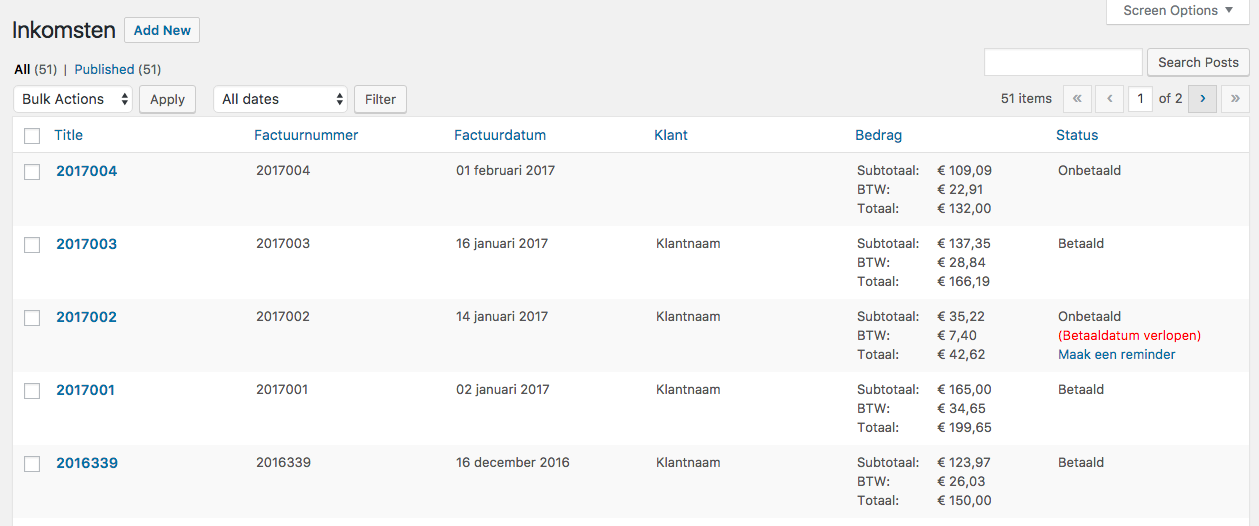 Screen Options
Inkomsten Add New
All (51) | Published (51)
Search Posts
Bulk Actions Apply All dates Filter 51 items « ‹ 1 of 2 › »
Title Factuurnummer Factuurdatum Klant Bedrag Status
2017004 2017004 01 februari 2017 Subtotaal: € 109,09 Onbetaald
BTW: € 22,91
Totaal: € 132,00
2017003 2017003 16 januari 2017 Klantnaam Subtotaal: € 137,35 Betaald
BTW: € 28,84
Totaal: € 166,19
2017002 2017002 14 januari 2017 Klantnaam Subtotaal: € 35,22 Onbetaald
BTW: € 7,40 (Betaaldatum verlopen)
Totaal: € 42,62 Maak een reminder
2017001 2017001 02 januari 2017 Klantnaam Subtotaal: € 165,00 Betaald
BTW: € 34,65
Totaal: € 199,65
2016339 2016339 16 december 2016 Klantnaam Subtotaal: € 123,97 Betaald
BTW: € 26,03
Totaal: € 150,00